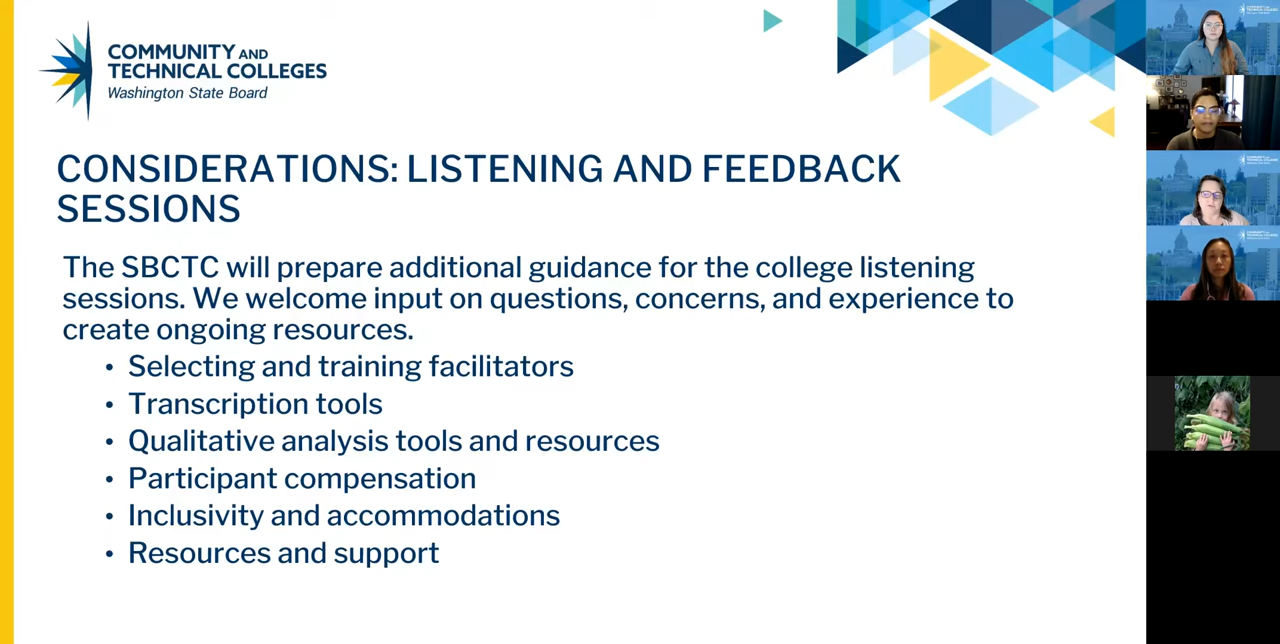 COMMUNITY AND
TECHNICAL COLLEGES
Washington State Board
CONSIDERATIONS: LISTENING AND FEEDBACK
SESSIONS
The SBCTC will prepare additional guidance for the college listening
sessions. We welcome input on questions, concerns, and experience to
create ongoing resources.
• Selecting and training facilitators
• Transcription tools
• Qualitative analysis tools and resources
• Participant compensation
• Inclusivity and accommodations
• Resources and support